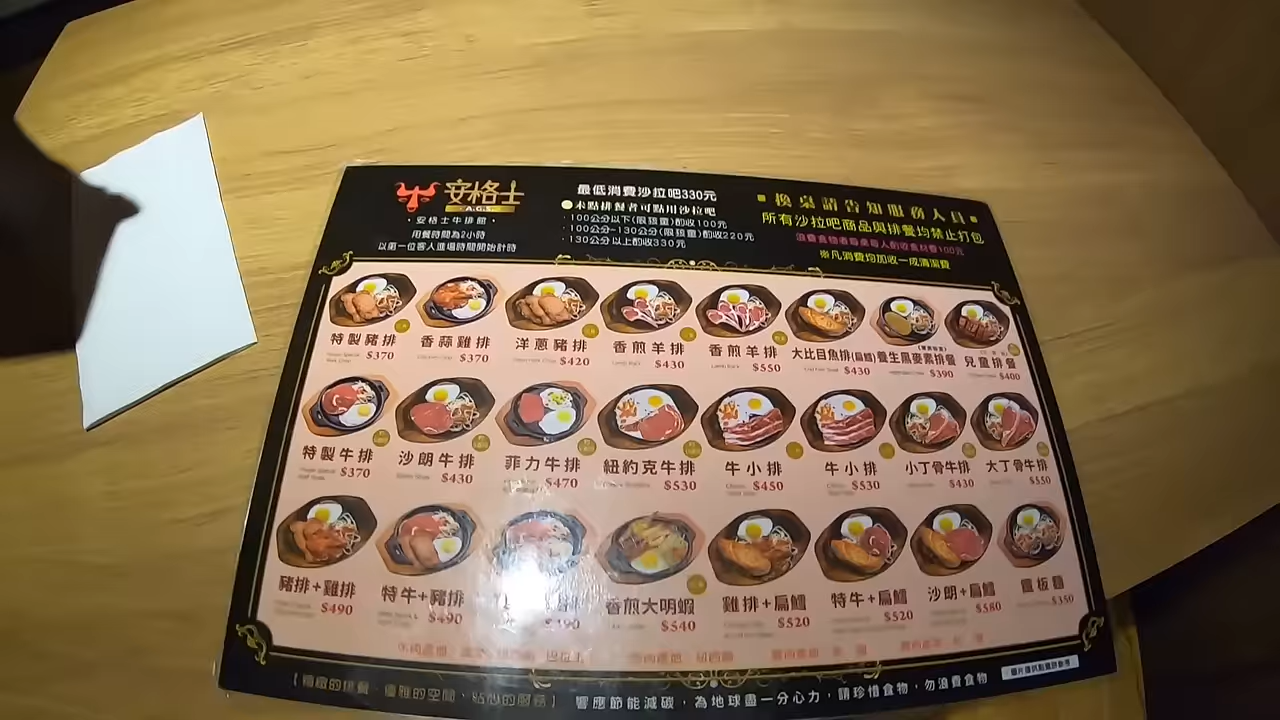 安格士
·安格士牛排館·
用餐時間為2小時
以第一位客人進場時間開始計時
最低消費沙拉吧330元
●未點排餐者可點用沙拉吧
·100公分以下(限孩童)酌收100元
·100公分-130公分(限孩童)酌收220元
·130公分以上酌收330元
換桌請告知服務人員
所有沙拉吧商品與排餐均禁止打包
※凡消費均加收一成清潔費
特製豬排 $370
香蒜雞排 $370
洋蔥豬排 $420
香煎羊排 $430
香煎羊排 $550
大比目魚排(扁鱈) $430
養生蕎麥素排餐 $390
兒童排餐 $400
特製牛排 $370
沙朗牛排 $430
菲力牛排 $470
紐約克牛排 $530
牛小排 $450
牛小排 $530
小丁骨牛排 $430
大丁骨牛排 $550
豬排+雞排 $490
特牛+豬排 $490
香煎大明蝦 $540
雞排+扁鱈 $520
特牛+扁鱈 $520
沙朗+扁鱈 $580
鐵板麵 $350
響應節能減碳,為地球盡一分心力,請珍惜食物,勿浪費食物